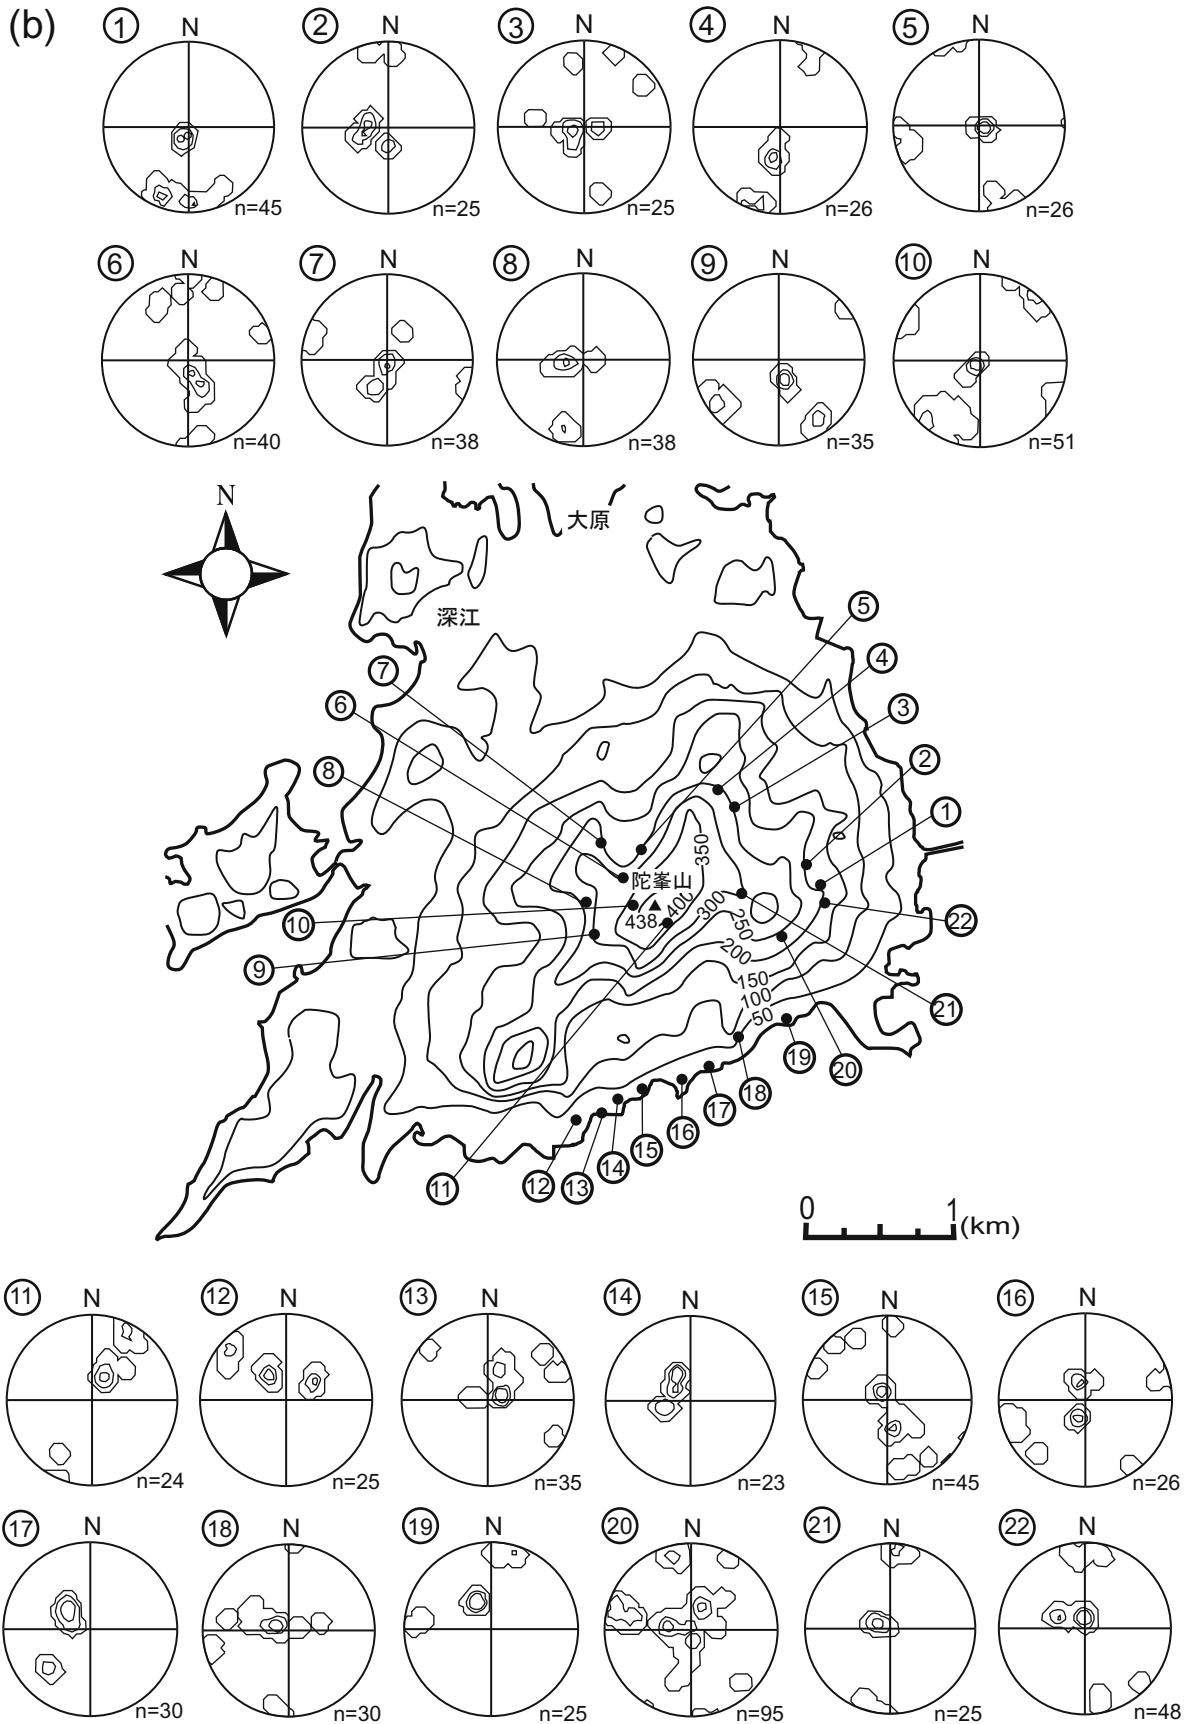 (b)
① ② ③ ④ ⑤
N N N N N
n=45 n=25 n=25 n=26 n=26
⑥ ⑦ ⑧ ⑨ ⑩
N N N N N
n=40 n=38 n=38 n=35 n=51
N
大原
深江
⑤
④
⑦
⑥
③
②
⑧
①
350
陀峯山
400
438
300
250
200
⑩
㉒
⑨
150
100
50
㉑
⑲
⑳
⑱
⑰
⑯
⑮
⑭
⑪ ⑫ ⑬
0 1
(km)
⑪ ⑫ ⑬ ⑭ ⑮ ⑯
N N N N N N
n=24 n=25 n=35 n=23 n=45 n=26
⑰ ⑱ ⑲ ⑳ ㉑ ㉒
N N N N N N
n=30 n=30 n=25 n=95 n=25 n=48